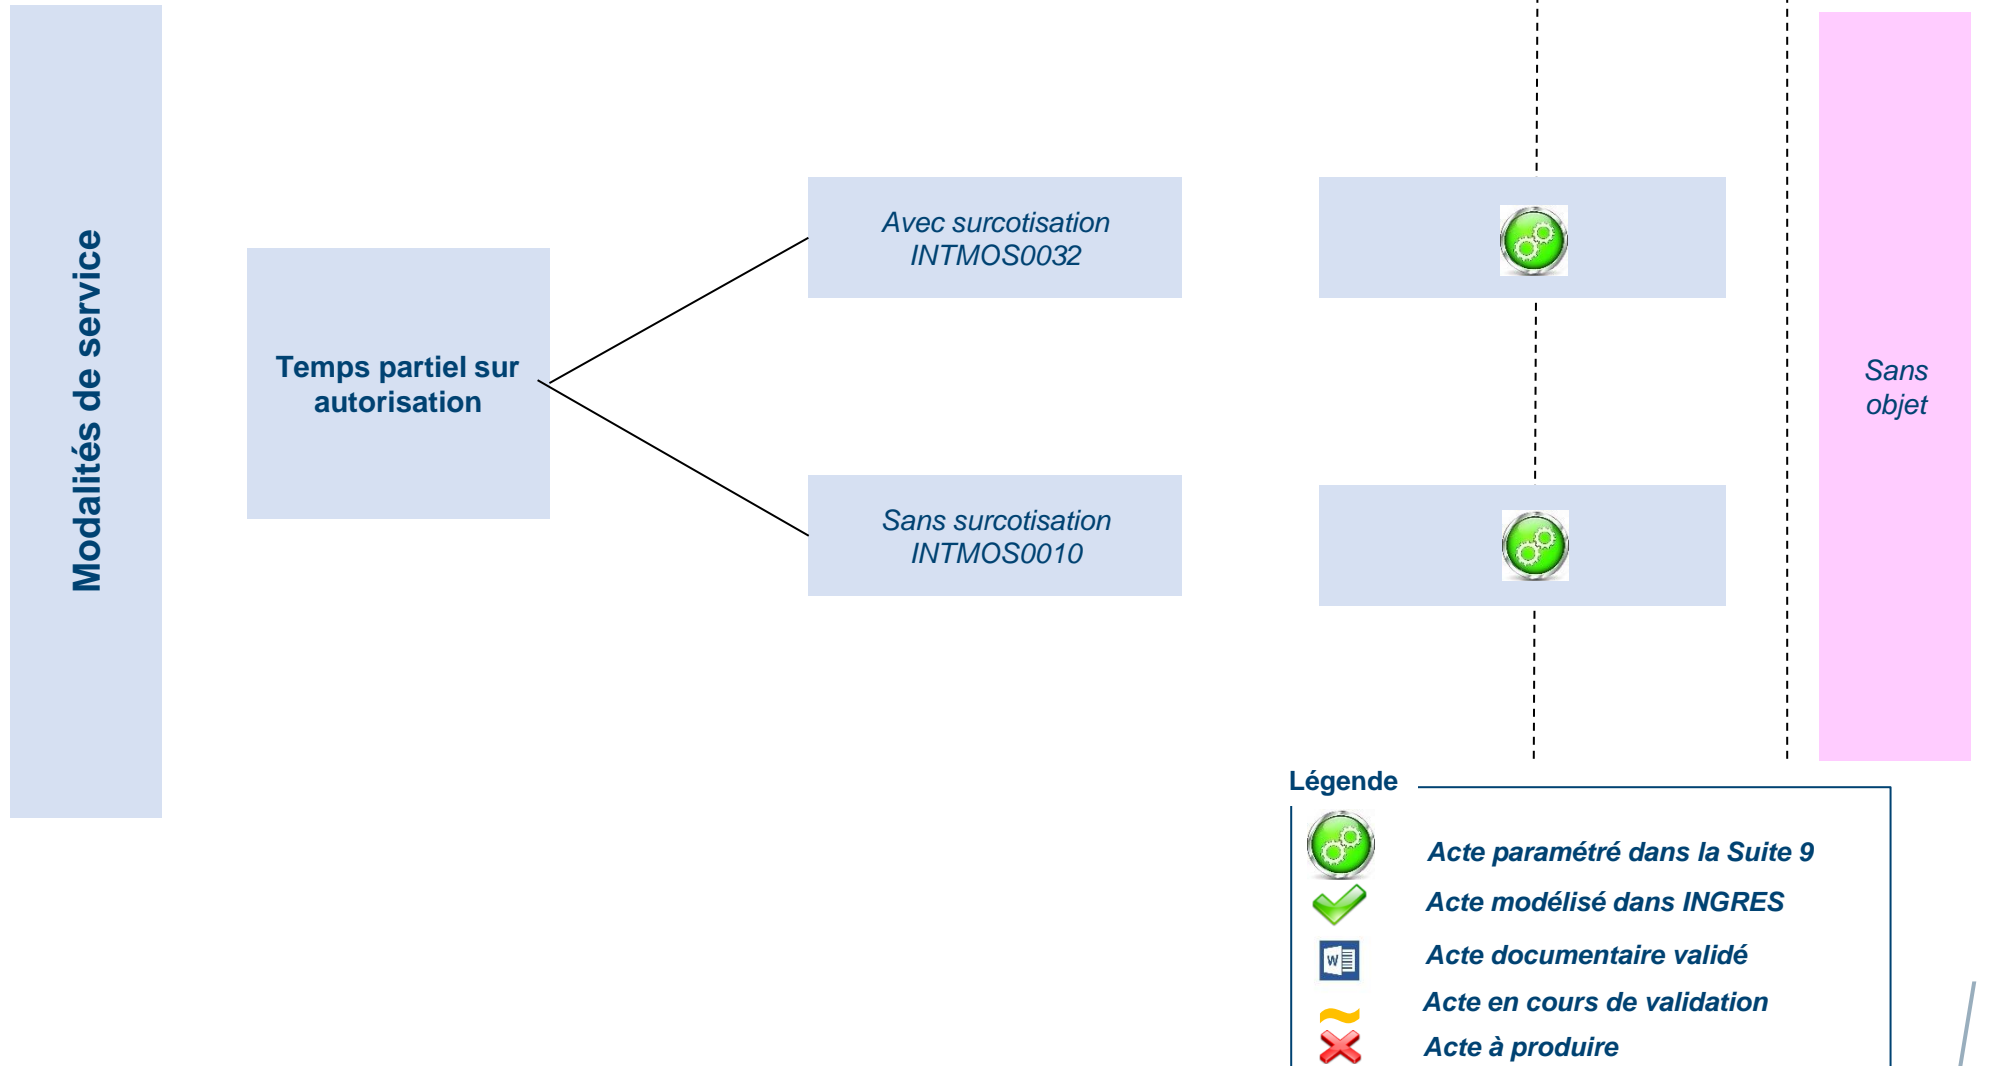 Modalités de service
Temps partiel sur
autorisation
Avec surcotisation
INTMOS0032
Sans surcotisation
INTMOS0010
Sans
objet
Légende
Acte paramétré dans la Suite 9
Acte modélisé dans INGRES
Acte documentaire validé
Acte en cours de validation
Acte à produire